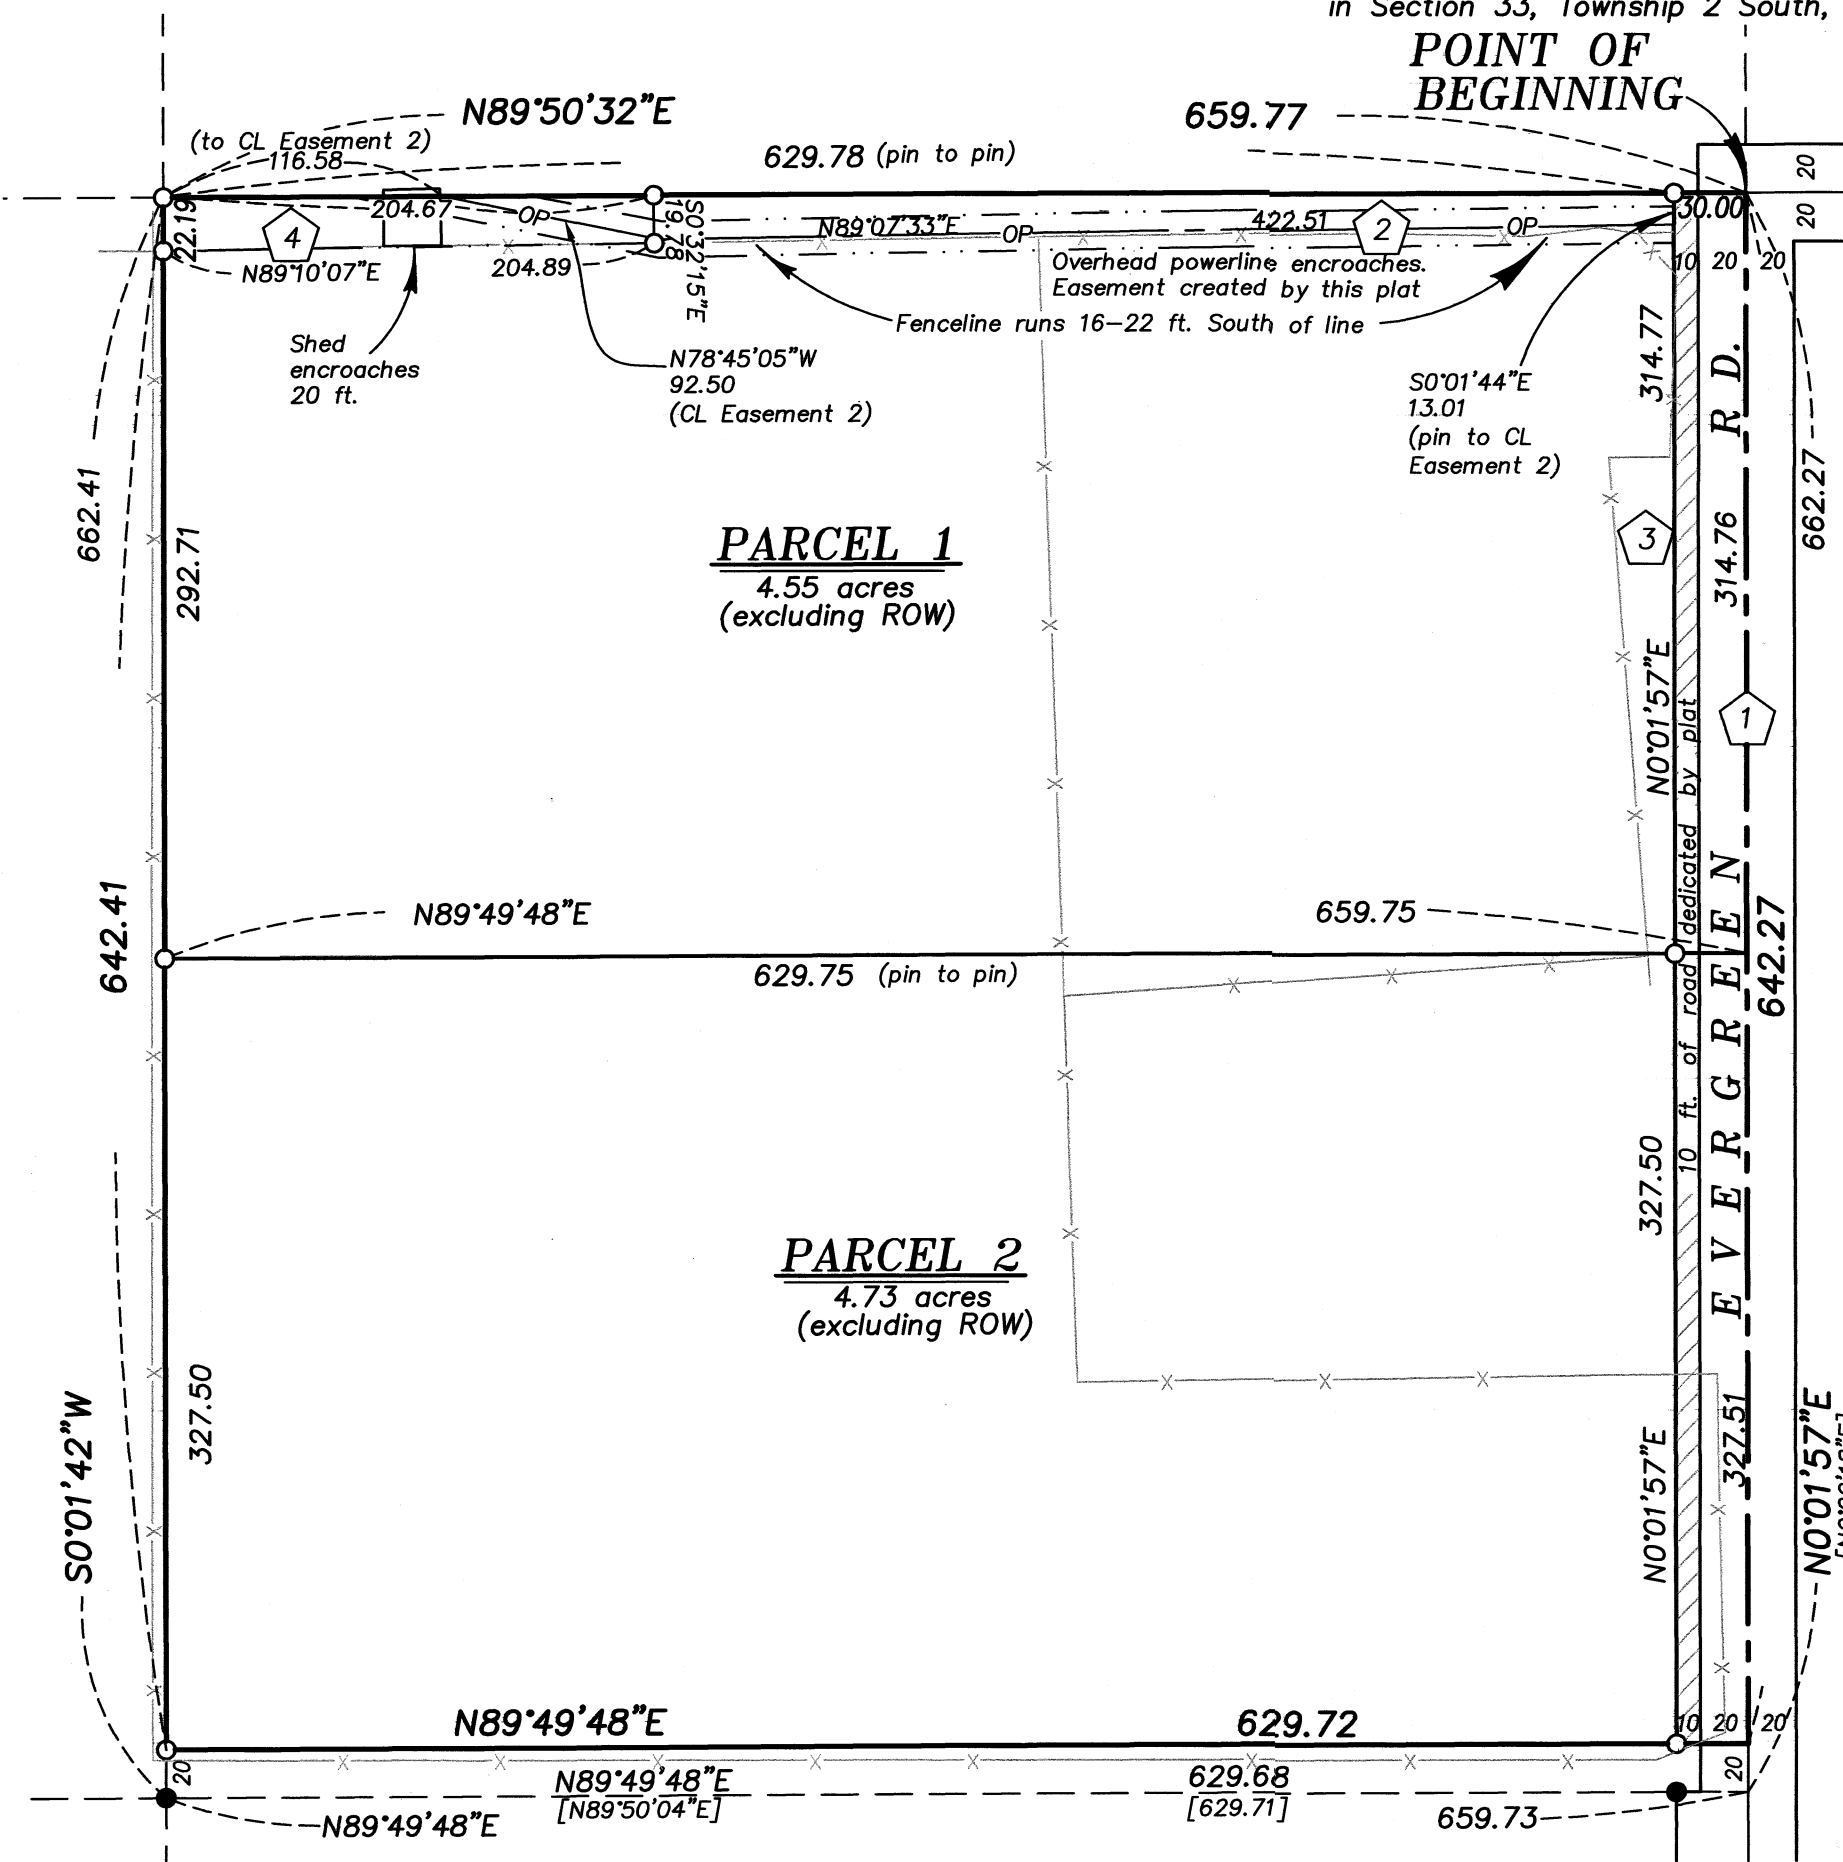 in Section 33, Township 2 South,
POINT OF
BEGINNING
N89°50'32"E
659.77
(to CL Easement 2)
116.58
629.78 (pin to pin)
20
20
22.19
4
204.67
OP
19.78
S0°32'15"E
N89°07'33"E
OP
422.51
2
OP
30.00
N89°10'07"E
204.89
10
20
20
Overhead powerline encroaches.
Easement created by this plat
Fenceline runs 16-22 ft. South of line
Shed
encroaches
20 ft.
N78°45'05"W
92.50
(CL Easement 2)
S0°01'44"E
13.01
(pin to CL
Easement 2)
314.77
662.41
292.71
662.27
314.76
3
PARCEL 1
4.55 acres
(excluding ROW)
N0°01'57"E
1
642.41
N89°49'48"E
659.75
629.75 (pin to pin)
10 ft. of road dedicated by plat
EVERGREEN RD.
642.27
327.50
PARCEL 2
4.73 acres
(excluding ROW)
327.50
S0°01'42"W
N0°01'57"E
327.51
N0°01'57"E
N89°49'48"E
629.72
10
20
20
20
20
N89°49'48"E
[N89°50'04"E]
629.68
[629.71]
N89°49'48"E
659.73